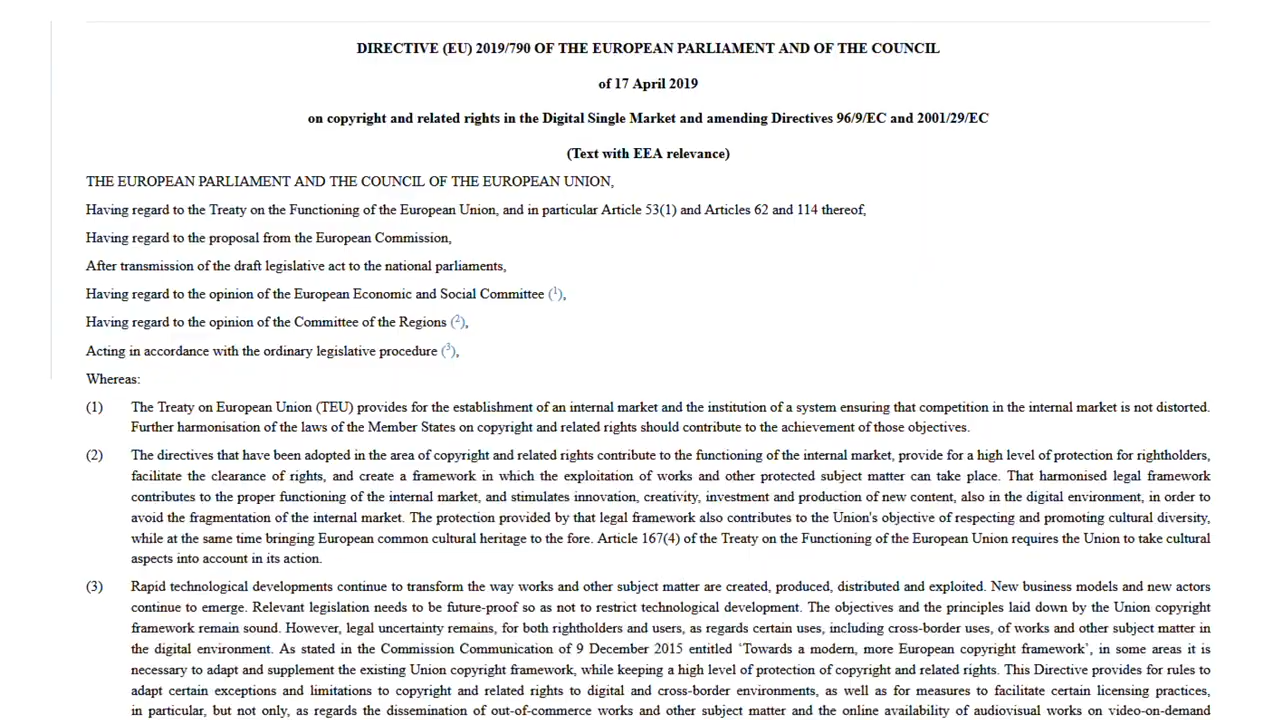 DIRECTIVE (EU) 2019/790 OF THE EUROPEAN PARLIAMENT AND OF THE COUNCIL
of 17 April 2019
on copyright and related rights in the Digital Single Market and amending Directives 96/9/EC and 2001/29/EC
(Text with EEA relevance)
THE EUROPEAN PARLIAMENT AND THE COUNCIL OF THE EUROPEAN UNION,
Having regard to the Treaty on the Functioning of the European Union, and in particular Article 53(1) and Articles 62 and 114 thereof,
Having regard to the proposal from the European Commission,
After transmission of the draft legislative act to the national parliaments,
Having regard to the opinion of the European Economic and Social Committee (1),
Having regard to the opinion of the Committee of the Regions (2),
Acting in accordance with the ordinary legislative procedure (3),
Whereas:
(1) The Treaty on European Union (TEU) provides for the establishment of an internal market and the institution of a system ensuring that competition in the internal market is not distorted.
Further harmonisation of the laws of the Member States on copyright and related rights should contribute to the achievement of those objectives.
(2) The directives that have been adopted in the area of copyright and related rights contribute to the functioning of the internal market, provide for a high level of protection for rightholders,
facilitate the clearance of rights, and create a framework in which the exploitation of works and other protected subject matter can take place. That harmonised legal framework
contributes to the proper functioning of the internal market, and stimulates innovation, creativity, investment and production of new content, also in the digital environment, in order to
avoid the fragmentation of the internal market. The protection provided by that legal framework also contributes to the Union's objective of respecting and promoting cultural diversity,
while at the same time bringing European common cultural heritage to the fore. Article 167(4) of the Treaty on the Functioning of the European Union requires the Union to take cultural
aspects into account in its action.
(3) Rapid technological developments continue to transform the way works and other subject matter are created, produced, distributed and exploited. New business models and new actors
continue to emerge. Relevant legislation needs to be future-proof so as not to restrict technological development. The objectives and the principles laid down by the Union copyright
framework remain sound. However, legal uncertainty remains, for both rightholders and users, as regards certain uses, including cross-border uses, of works and other subject matter in
the digital environment. As stated in the Commission Communication of 9 December 2015 entitled ‘Towards a modern, more European copyright framework’, in some areas it is
necessary to adapt and supplement the existing Union copyright framework, while keeping a high level of protection of copyright and related rights. This Directive provides for rules to
adapt certain exceptions and limitations to copyright and related rights to digital and cross-border environments, as well as for measures to facilitate certain licensing practices,
in particular, but not only, as regards the dissemination of out-of-commerce works and other subject matter and the online availability of audiovisual works on video-on-demand